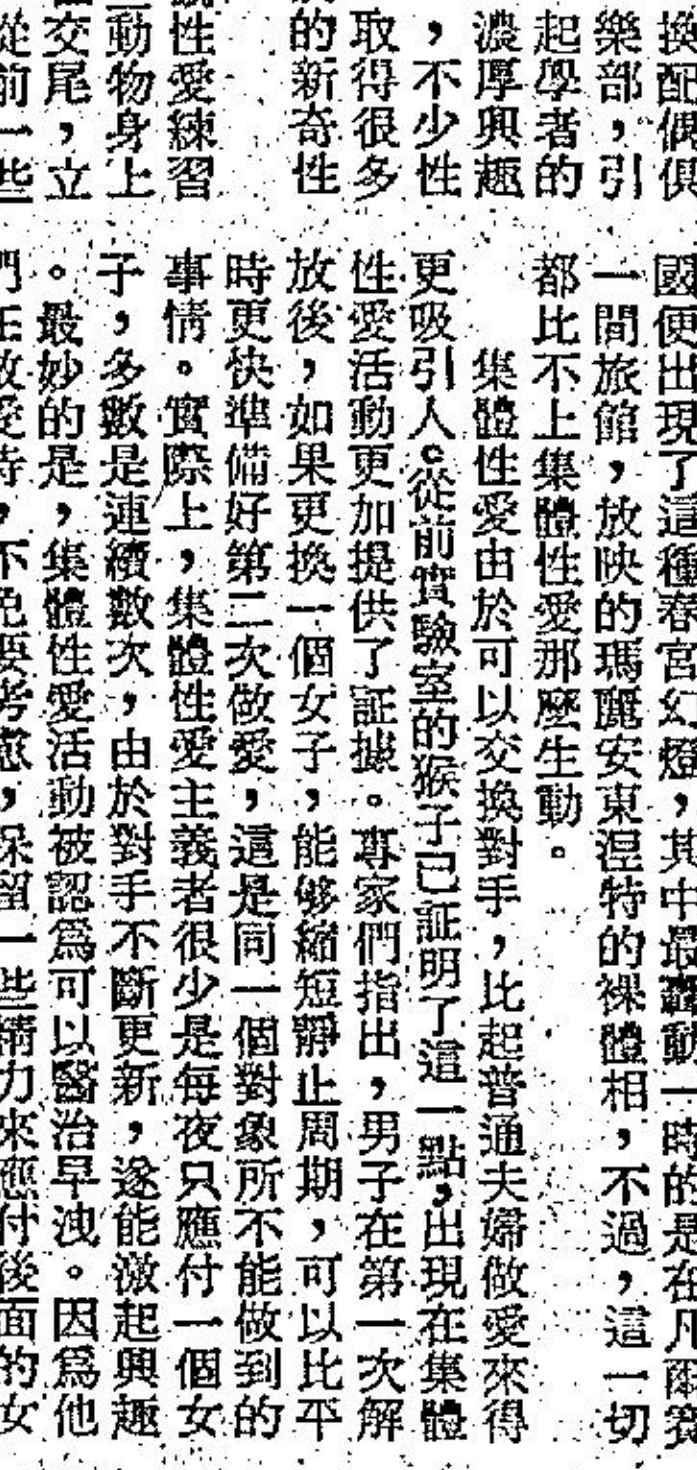 換配偶俱
樂部，引
起學者的
濃厚興趣
，不少性
取得很多
的新奇性
性愛練習
動物身上
交尾，立
從前一些
國便出現了這種春宮幻燈，其中最轟動一時的是在凡爾賽
一間旅館，放映的瑪麗安東涅特的裸體相，不過，這一切
都比不上集體性愛那麼生動。
集體性愛由於可以交換對手，比起普通夫婦做愛來得
更吸引人。從前實驗室的猴子已証明了這一點，出現在集體
性愛活動更加提供了証據。專家們指出，男子在第一次解
放後，如果更換一個女子，能够縮短靜止周期，可以比平
時更快準備好第二次做愛，這是同一個對象所不能做到的
事情。實際上，集體性愛主義者很少是每夜只應付一個女
子，多數是連續數次，由於對手不斷更新，遂能激起興趣
。最妙的是，集體性愛活動被認爲可以醫治早洩。因爲他
們在做愛時，不免要考慮，保留一些精力來應付後面的女